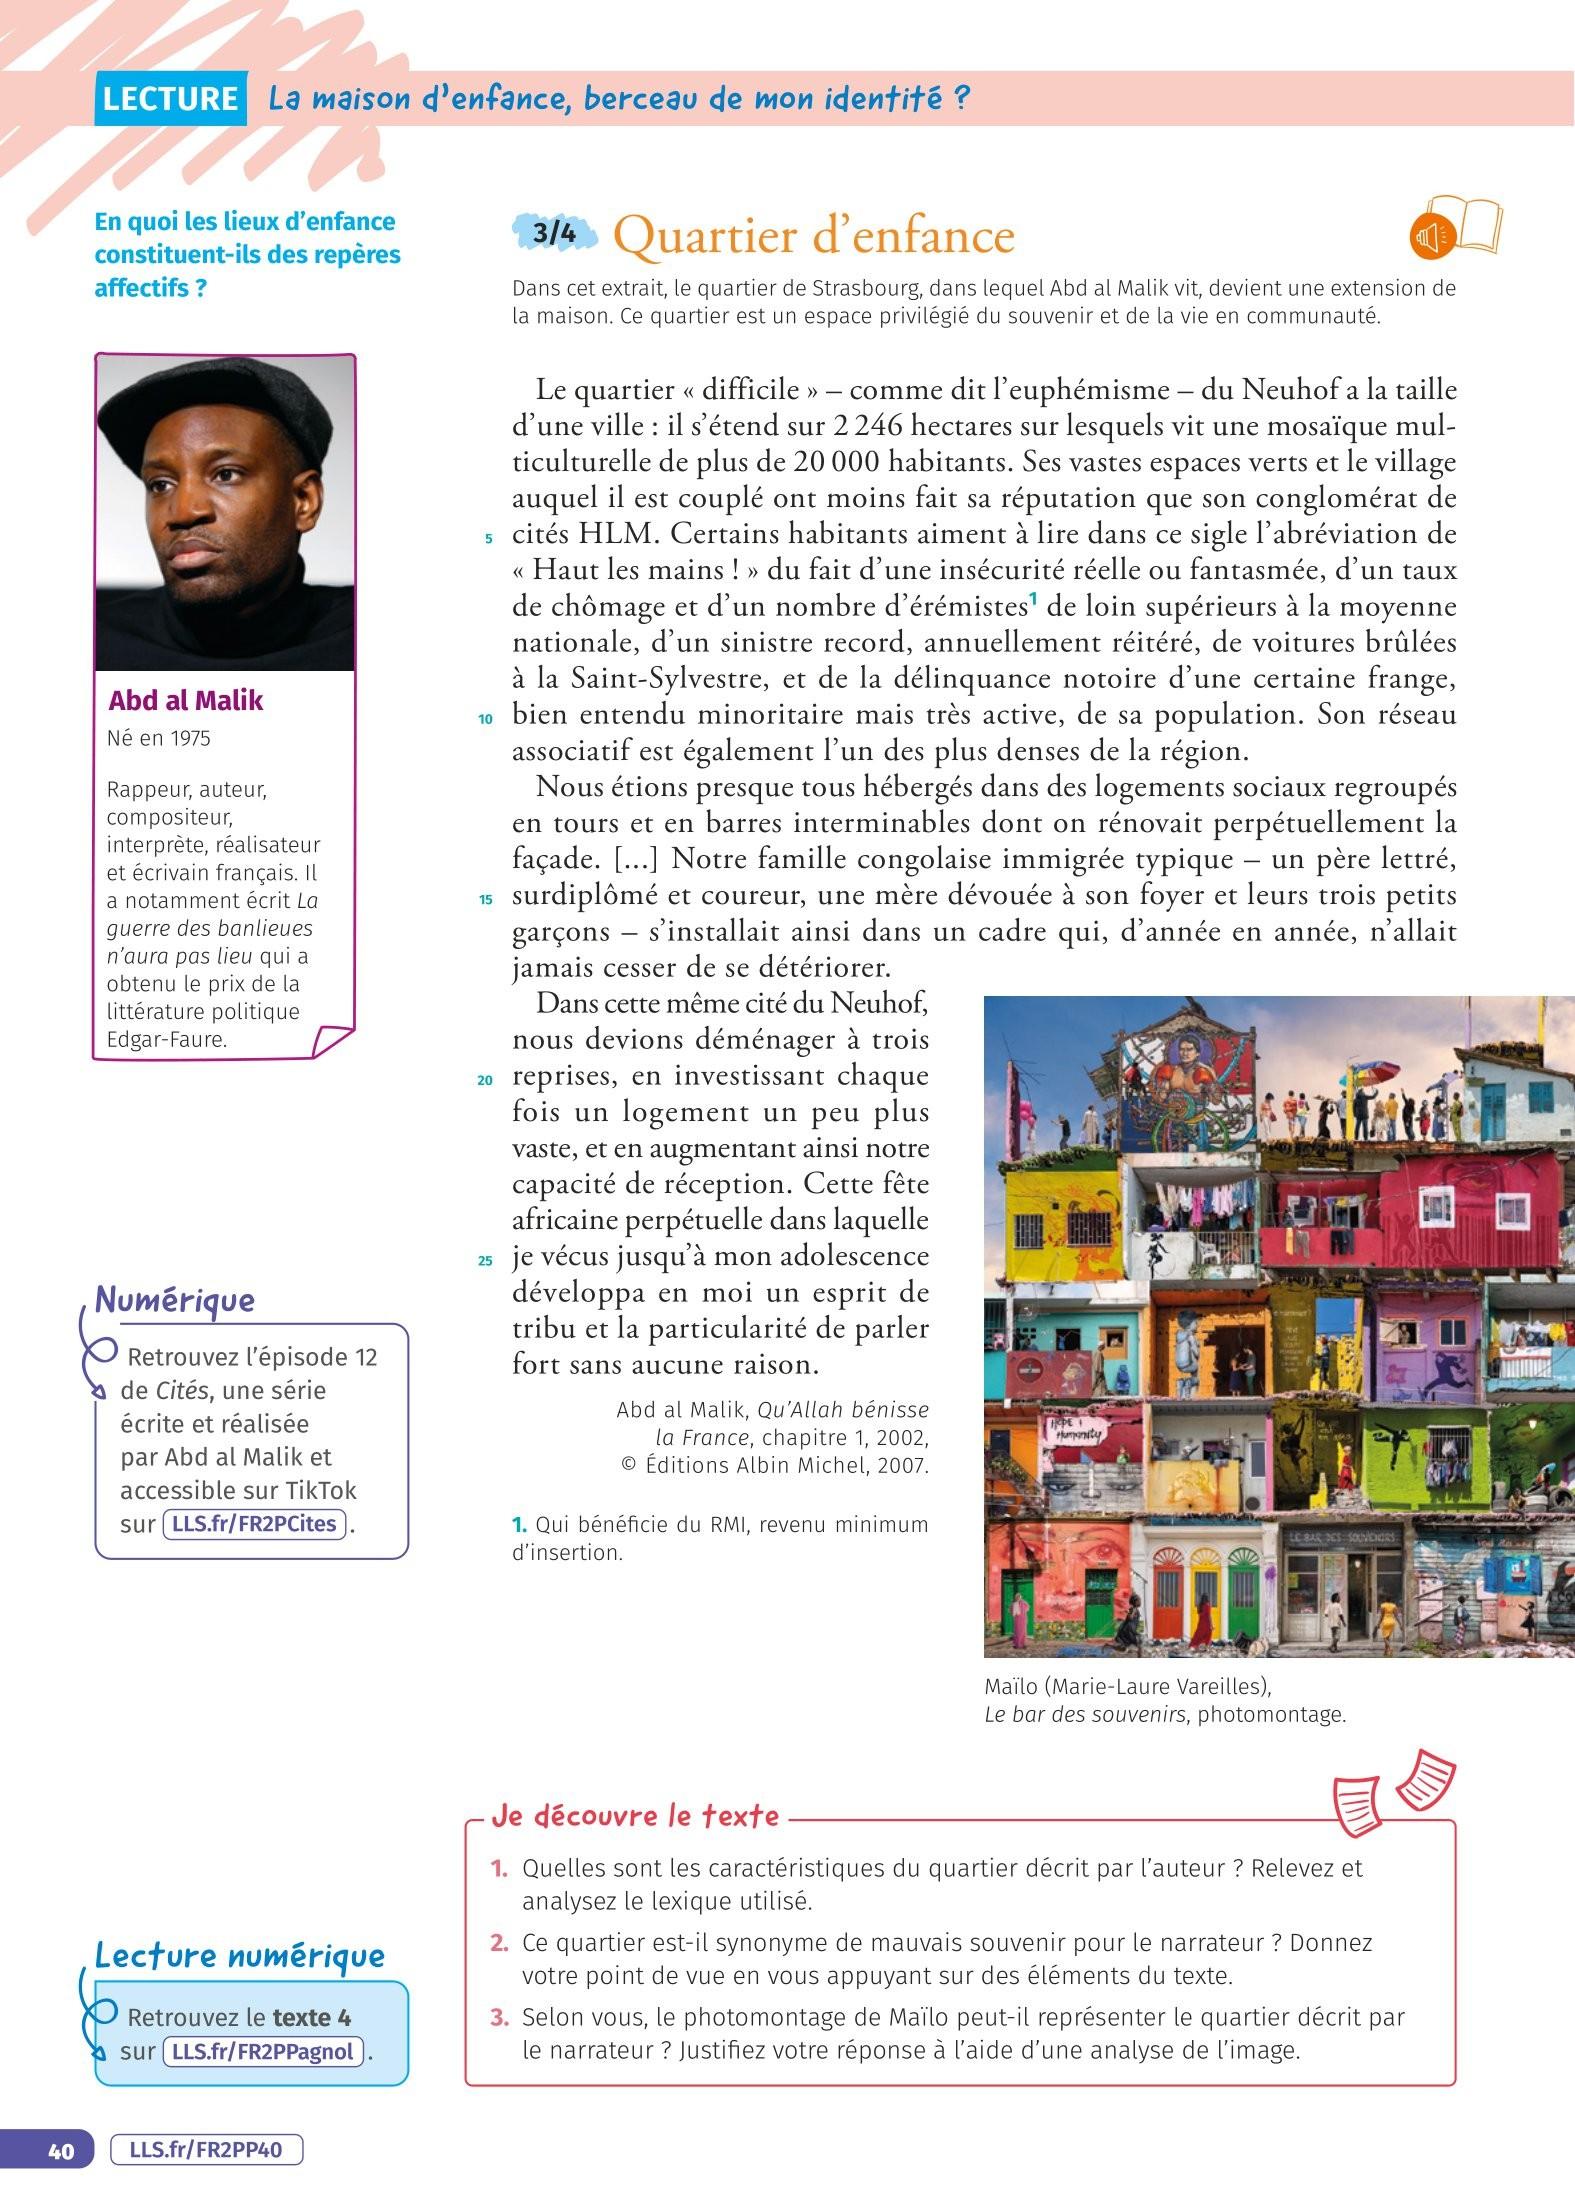 LECTURE La maison d'enfance, berceau de mon identité ?
En quoi les lieux d'enfance
constituent-ils des repères
affectifs ?
Abd al Malik
Né en 1975
Rappeur, auteur,
compositeur,
interprète, réalisateur
et écrivain français. Il
a notamment écrit La
guerre des banlieues
n'aura pas lieu qui a
obtenu le prix de la
littérature politique
Edgar-Faure.
Numérique
Retrouvez l'épisode 12
de Cités, une série
écrite et réalisée
par Abd al Malik et
accessible sur TikTok
sur LLS.fr/FR2PCites .
Lecture numérique
Retrouvez le texte 4
sur LLS.fr/FR2PPagnol .
3/4 Quartier d'enfance
Dans cet extrait, le quartier de Strasbourg, dans lequel Abd al Malik vit, devient une extension de
la maison. Ce quartier est un espace privilégié du souvenir et de la vie en communauté.
Le quartier « difficile » – comme dit l'euphémisme – du Neuhof a la taille
d'une ville : il s'étend sur 2 246 hectares sur lesquels vit une mosaïque mul-
ticulturelle de plus de 20 000 habitants. Ses vastes espaces verts et le village
auquel il est couplé ont moins fait sa réputation que son conglomérat de
5 cités HLM. Certains habitants aiment à lire dans ce sigle l'abréviation de
« Haut les mains ! » du fait d'une insécurité réelle ou fantasmée, d'un taux
de chômage et d'un nombre d'érémistes1 de loin supérieurs à la moyenne
nationale, d'un sinistre record, annuellement réitéré, de voitures brûlées
à la Saint-Sylvestre, et de la délinquance notoire d'une certaine frange,
10 bien entendu minoritaire mais très active, de sa population. Son réseau
associatif est également l'un des plus denses de la région.
Nous étions presque tous hébergés dans des logements sociaux regroupés
en tours et en barres interminables dont on rénovait perpétuellement la
façade. [...] Notre famille congolaise immigrée typique – un père lettré,
15 surdiplômé et coureur, une mère dévouée à son foyer et leurs trois petits
garçons – s'installait ainsi dans un cadre qui, d'année en année, n'allait
jamais cesser de se détériorer.
Dans cette même cité du Neuhof,
nous devions déménager à trois
20 reprises, en investissant chaque
fois un logement un peu plus
vaste, et en augmentant ainsi notre
capacité de réception. Cette fête
africaine perpétuelle dans laquelle
25 je vécus jusqu'à mon adolescence
développa en moi un esprit de
tribu et la particularité de parler
fort sans aucune raison.
Abd al Malik, Qu'Allah bénisse
la France, chapitre 1, 2002,
© Éditions Albin Michel, 2007.
1. Qui bénéficie du RMI, revenu minimum
d'insertion.
HOPE &
Humanity
LE BAR DES SOUVENIRS
Maïlo (Marie-Laure Vareilles),
Le bar des souvenirs, photomontage.
Je découvre le texte
1. Quelles sont les caractéristiques du quartier décrit par l'auteur ? Relevez et
analysez le lexique utilisé.
2. Ce quartier est-il synonyme de mauvais souvenir pour le narrateur ? Donnez
votre point de vue en vous appuyant sur des éléments du texte.
3. Selon vous, le photomontage de Maïlo peut-il représenter le quartier décrit par
le narrateur ? Justifiez votre réponse à l'aide d'une analyse de l'image.
40 LLS.fr/FR2PP40